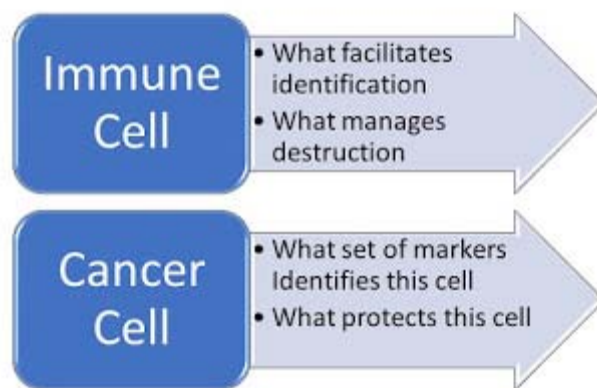 Immune
Cell
• What facilitates
identification
• What manages
destruction
Cancer
Cell
• What set of markers
Identifies this cell
• What protects this cell